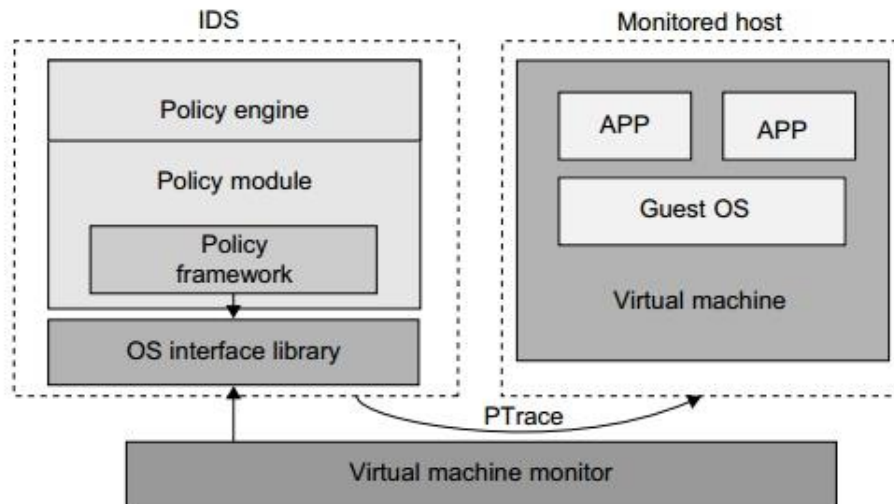 IDS
Policy engine
Policy module
Policy
framework
OS interface library
Monitored host
APP
APP
Guest OS
Virtual machine
PTrace
Virtual machine monitor